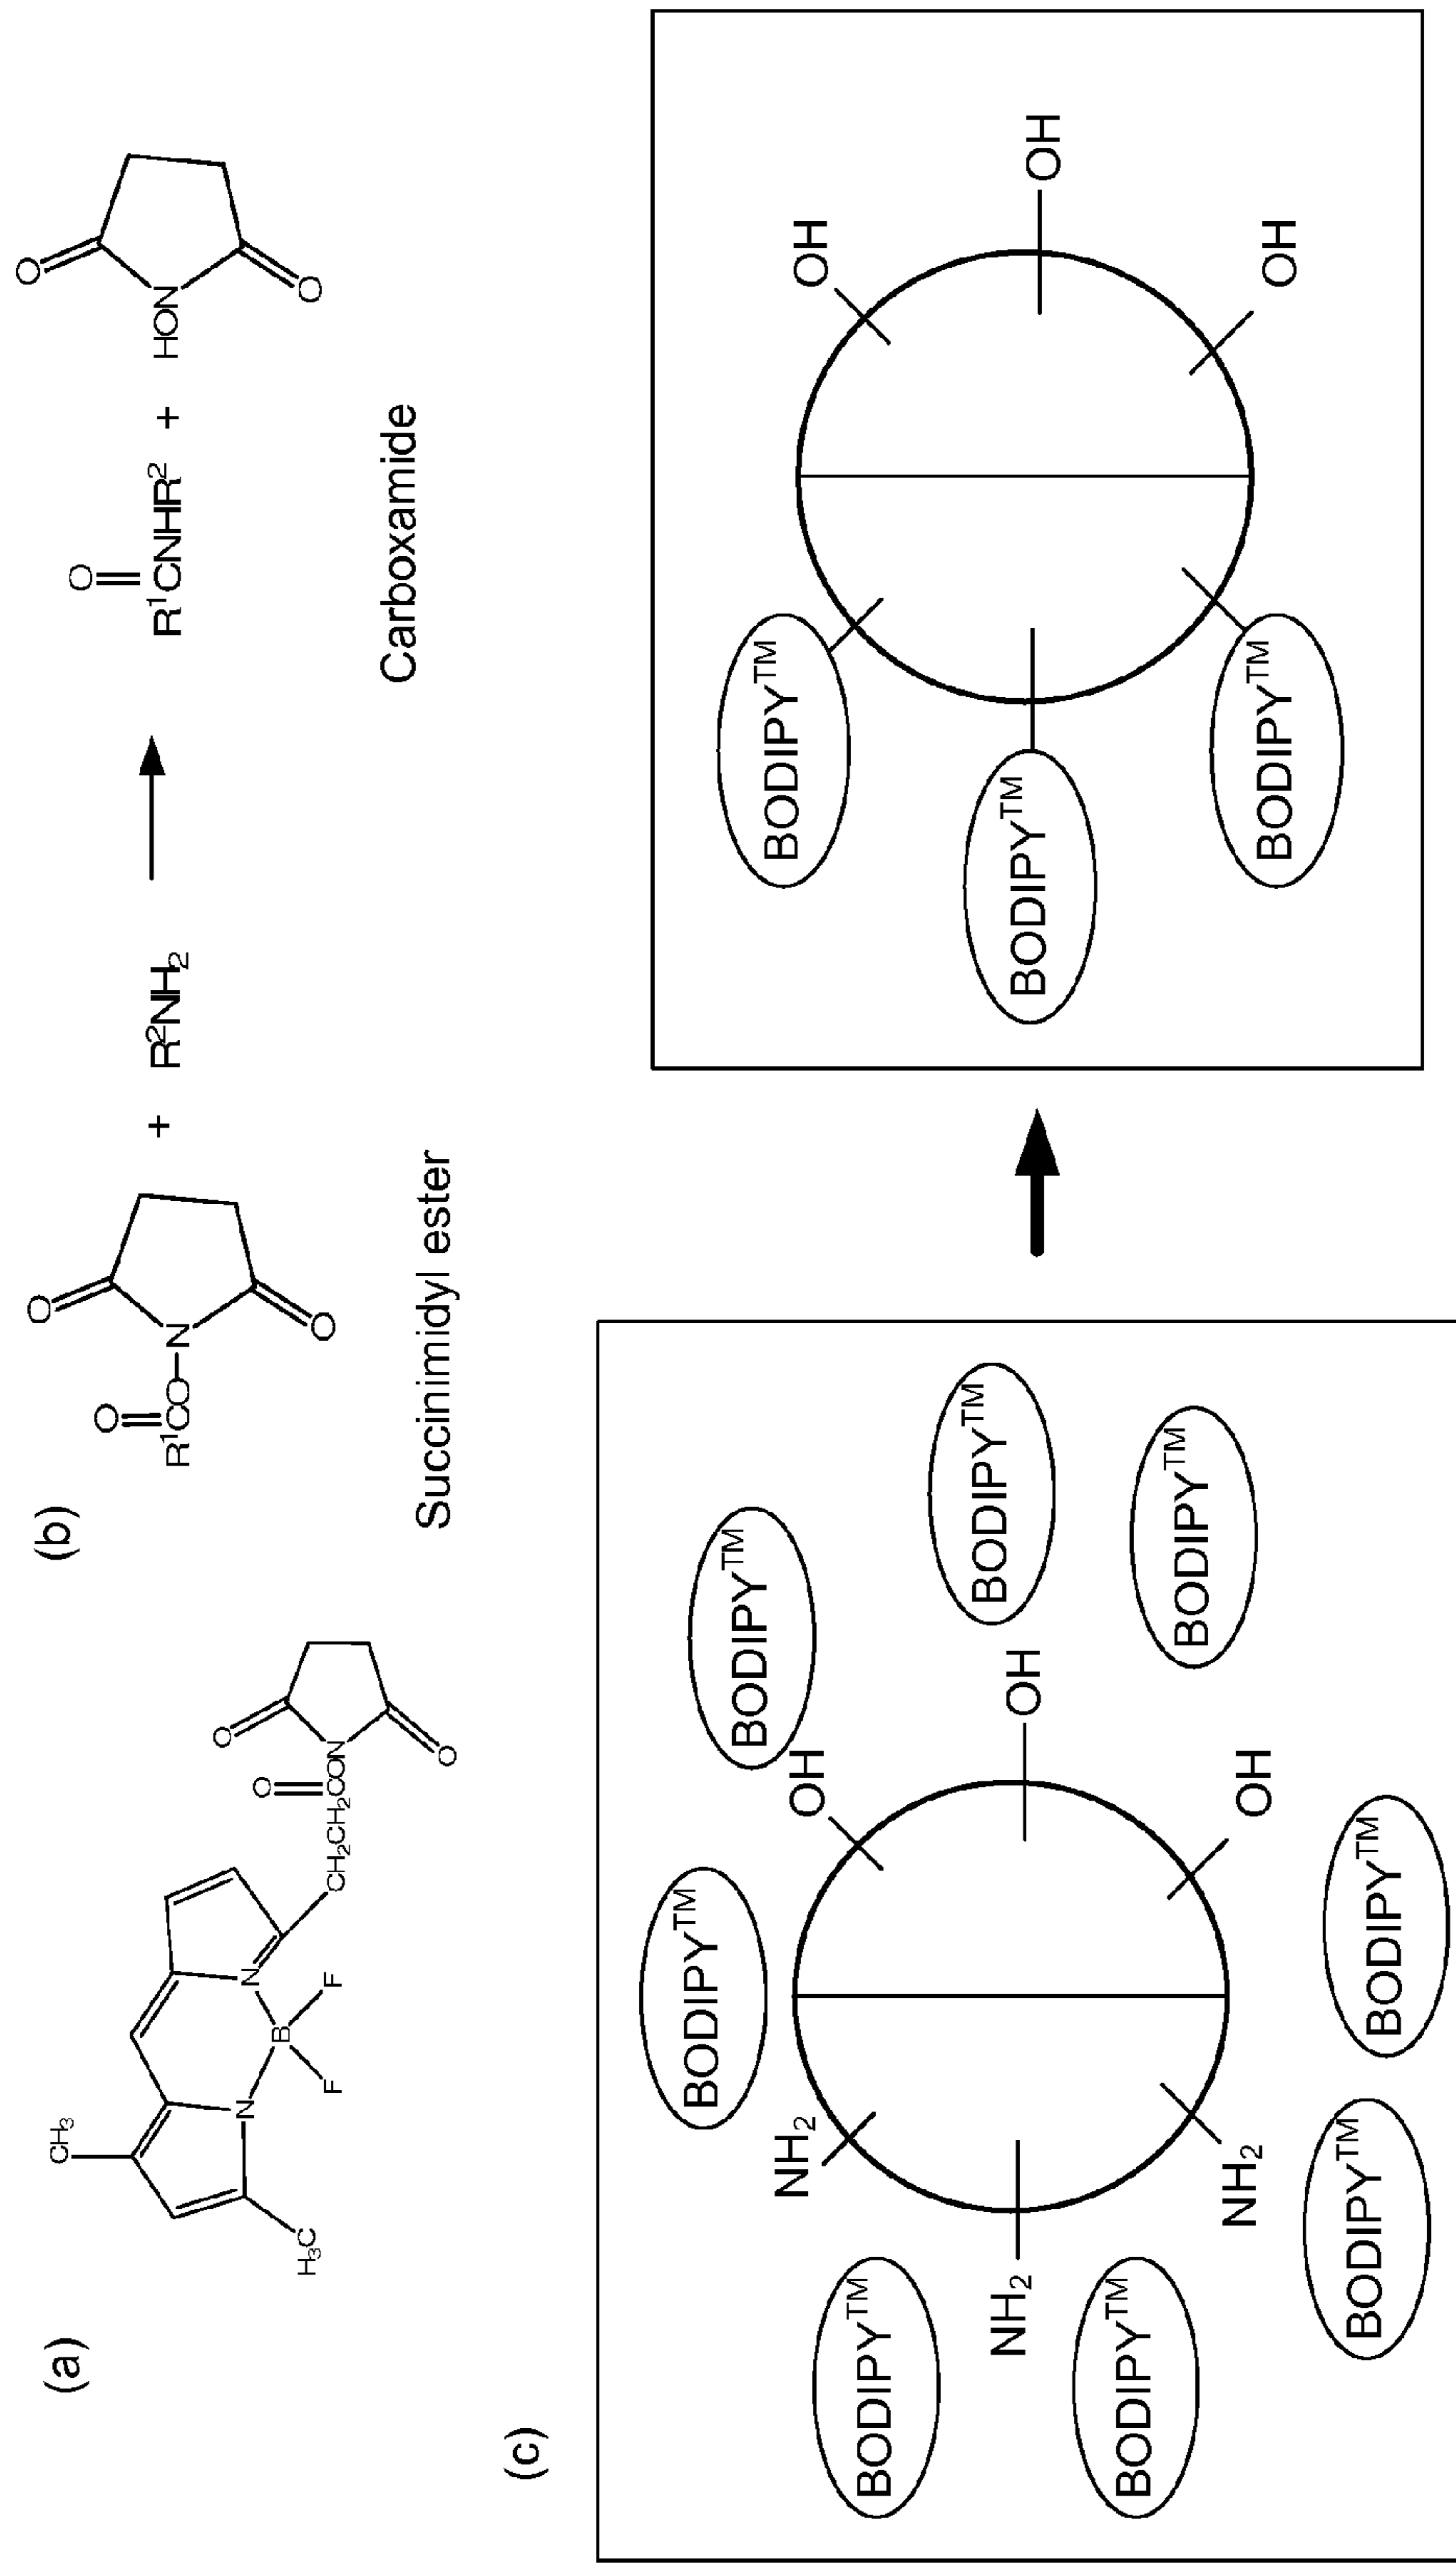 (a)
CH₃
H₃C
N
N
B
F
F
O
CH₂CH₂CON
O
O
(b)
O
R¹CO–N
O
O
+ R²NH₂
O
R¹CNHR² + HON
O
O
Succinimidyl ester
Carboxamide
(c)
BODIPY™
BODIPY™
BODIPY™
NH₂
OH
BODIPY™
NH₂
OH
BODIPY™
BODIPY™
NH₂
OH
BODIPY™
BODIPY™
BODIPY™
OH
BODIPY™
OH
BODIPY™
OH